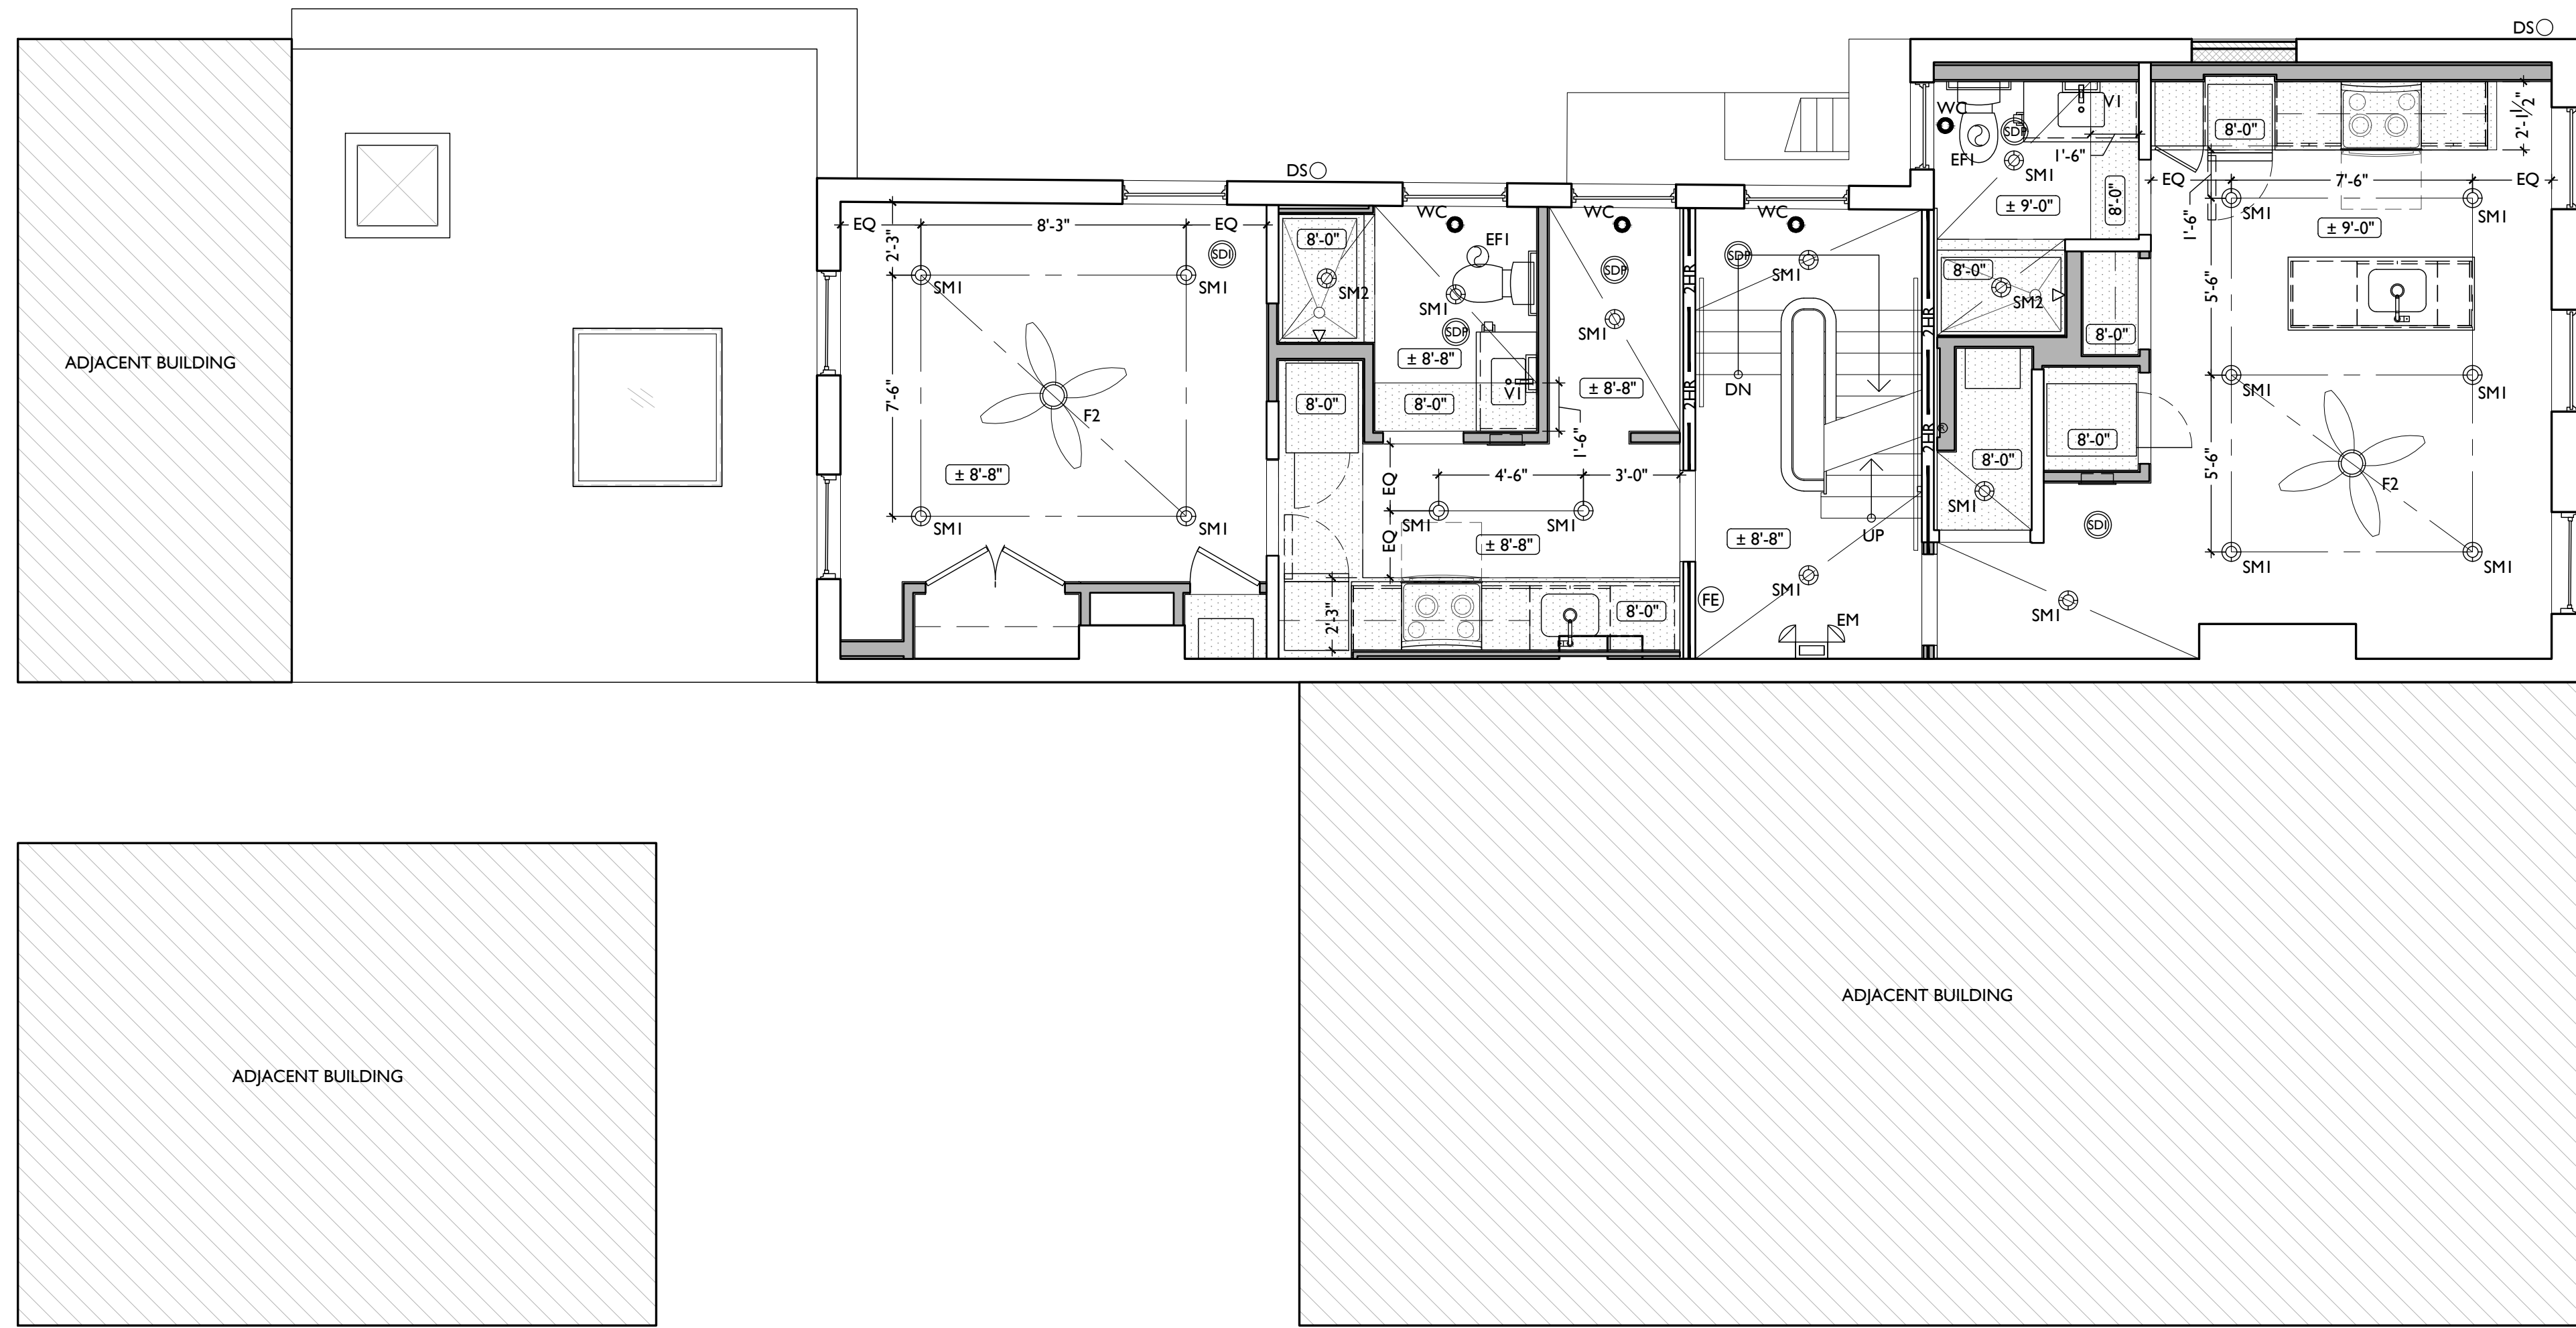 DS
WC
V1
SDP
EF1
SM1
1'-6"
8'-0"
2'-1½"
± 9'-0"
8'-0"
EQ
7'-6"
EQ
1'-6"
SM1
SM1
± 9'-0"
DS
EQ
8'-3"
EQ
2'-3"
SDI
SM1
SM1
8'-0"
SM2
WC
EF1
SM1
SDP
± 8'-8"
8'-0"
V1
WC
SDP
SM1
± 8'-8"
1'-6"
2HR
2HR
WC
SDP
SM1
DN
2HR
2HR
8'-0"
SM2
8'-0"
5'-6"
SM1
SM1
ADJACENT BUILDING
7'-6"
F2
± 8'-8"
8'-0"
SM1
SM1
EQ
EQ
4'-6"
3'-0"
SM1
SM1
± 8'-8"
2'-3"
8'-0"
± 8'-8"
UP
SM1
FE
EM
8'-0"
SM1
8'-0"
SDI
5'-6"
F2
SM1
SM1
SM1
ADJACENT BUILDING
ADJACENT BUILDING